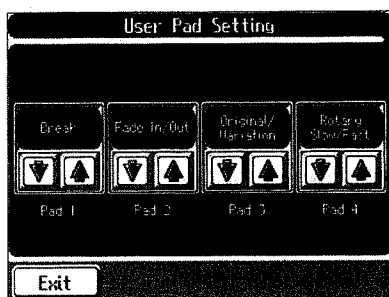 User Pad Setting
Break
Fade In/Out
Original/
Variation
Rotary
Slow/Fast
Pad 1
Pad 2
Pad 3
Pad 4
Exit